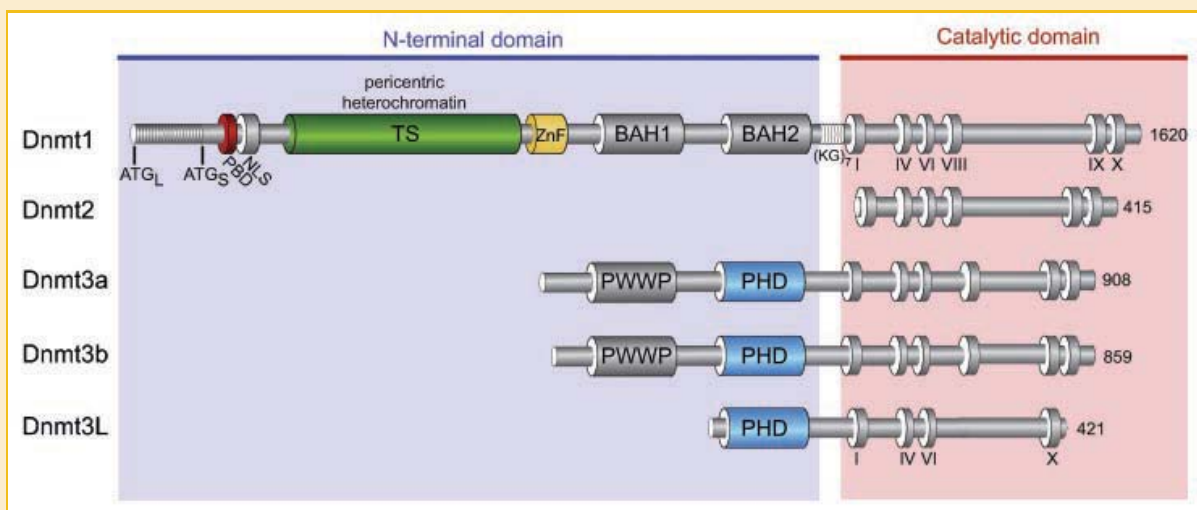 N-terminal domain
Catalytic domain
pericentric
heterochromatin
Dnmt1
TS
ZnF
BAH1
BAH2
1620
ATGL
ATGS
PBD
NLS
(KG)7
I
IV
VI
VIII
IX
X
Dnmt2
415
Dnmt3a
PWWP
PHD
908
Dnmt3b
PWWP
PHD
859
Dnmt3L
PHD
421
I
IV
VI
X